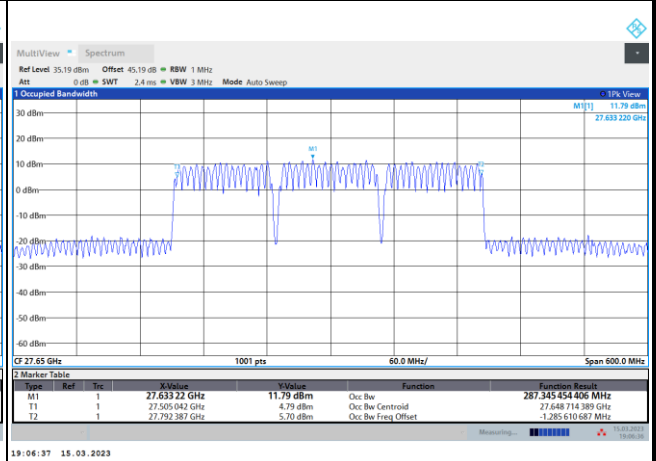 MultiView Spectrum
Ref Level 35.19 dBm Offset 45.19 dB RBW 1 MHz
Att 0 dB SWT 2.4 ms VBW 3 MHz Mode Auto Sweep
1 Occupied Bandwidth 1Pk View
M1[1] 11.79 dBm
27.633 220 GHz
30 dBm
20 dBm
M1
10 dBm
0 dBm
-10 dBm
-20 dBm
-30 dBm
-40 dBm
-50 dBm
-60 dBm
CF 27.65 GHz 1001 pts 60.0 MHz/ Span 600.0 MHz
2 Marker Table
Type Ref Trc X-Value Y-Value Function Function Result
M1 1 27.633 22 GHz 11.79 dBm Occ Bw 287.345 454 406 MHz
T1 1 27.505 042 GHz 4.79 dBm Occ Bw Centroid 27.648 714 389 GHz
T2 1 27.792 387 GHz 5.70 dBm Occ Bw Freq Offset -1.285 610 687 MHz
Measuring... 15.03.2023
19:06:36
19:06:37 15.03.2023